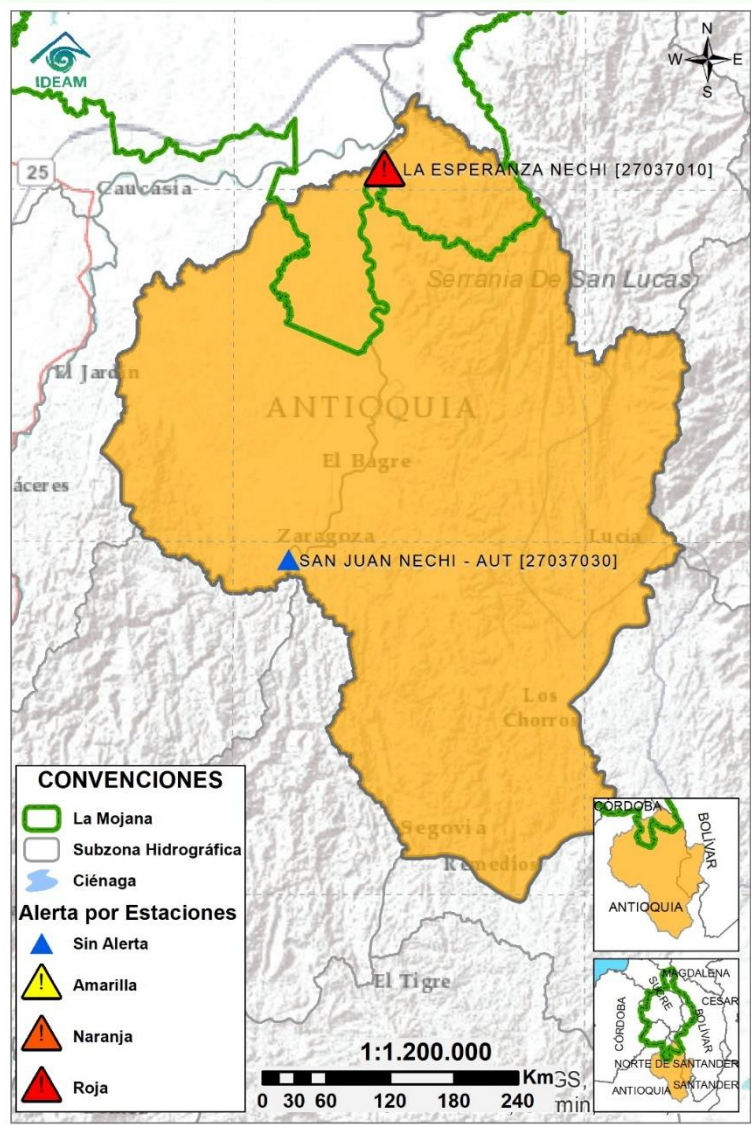 IDEAM
N
W E
S
25
Caucasia
LA ESPERANZA NECHI [27037010]
Serrania De San Lucas
El Jardin
ANTIOQUIA
El Bagre
áceres
Zaragoza
Lucia
SAN JUAN NECHI - AUT [27037030]
Los
Chorros
Segovia
Remedios
El Tigre
CONVENCIONES
La Mojana
Subzona Hidrográfica
Ciénaga
Alerta por Estaciones
Sin Alerta
Amarilla
Naranja
Roja
1:1.200.000
Km
GS,
0 30 60 120 180 240
min
CÓRDOBA
BOLÍVAR
ANTIOQUIA
MAGDALENA
SUCRE
CESAR
CÓRDOBA
BOLÍVAR
NORTE DE SANTANDER
ANTIOQUIA
SANTANDER